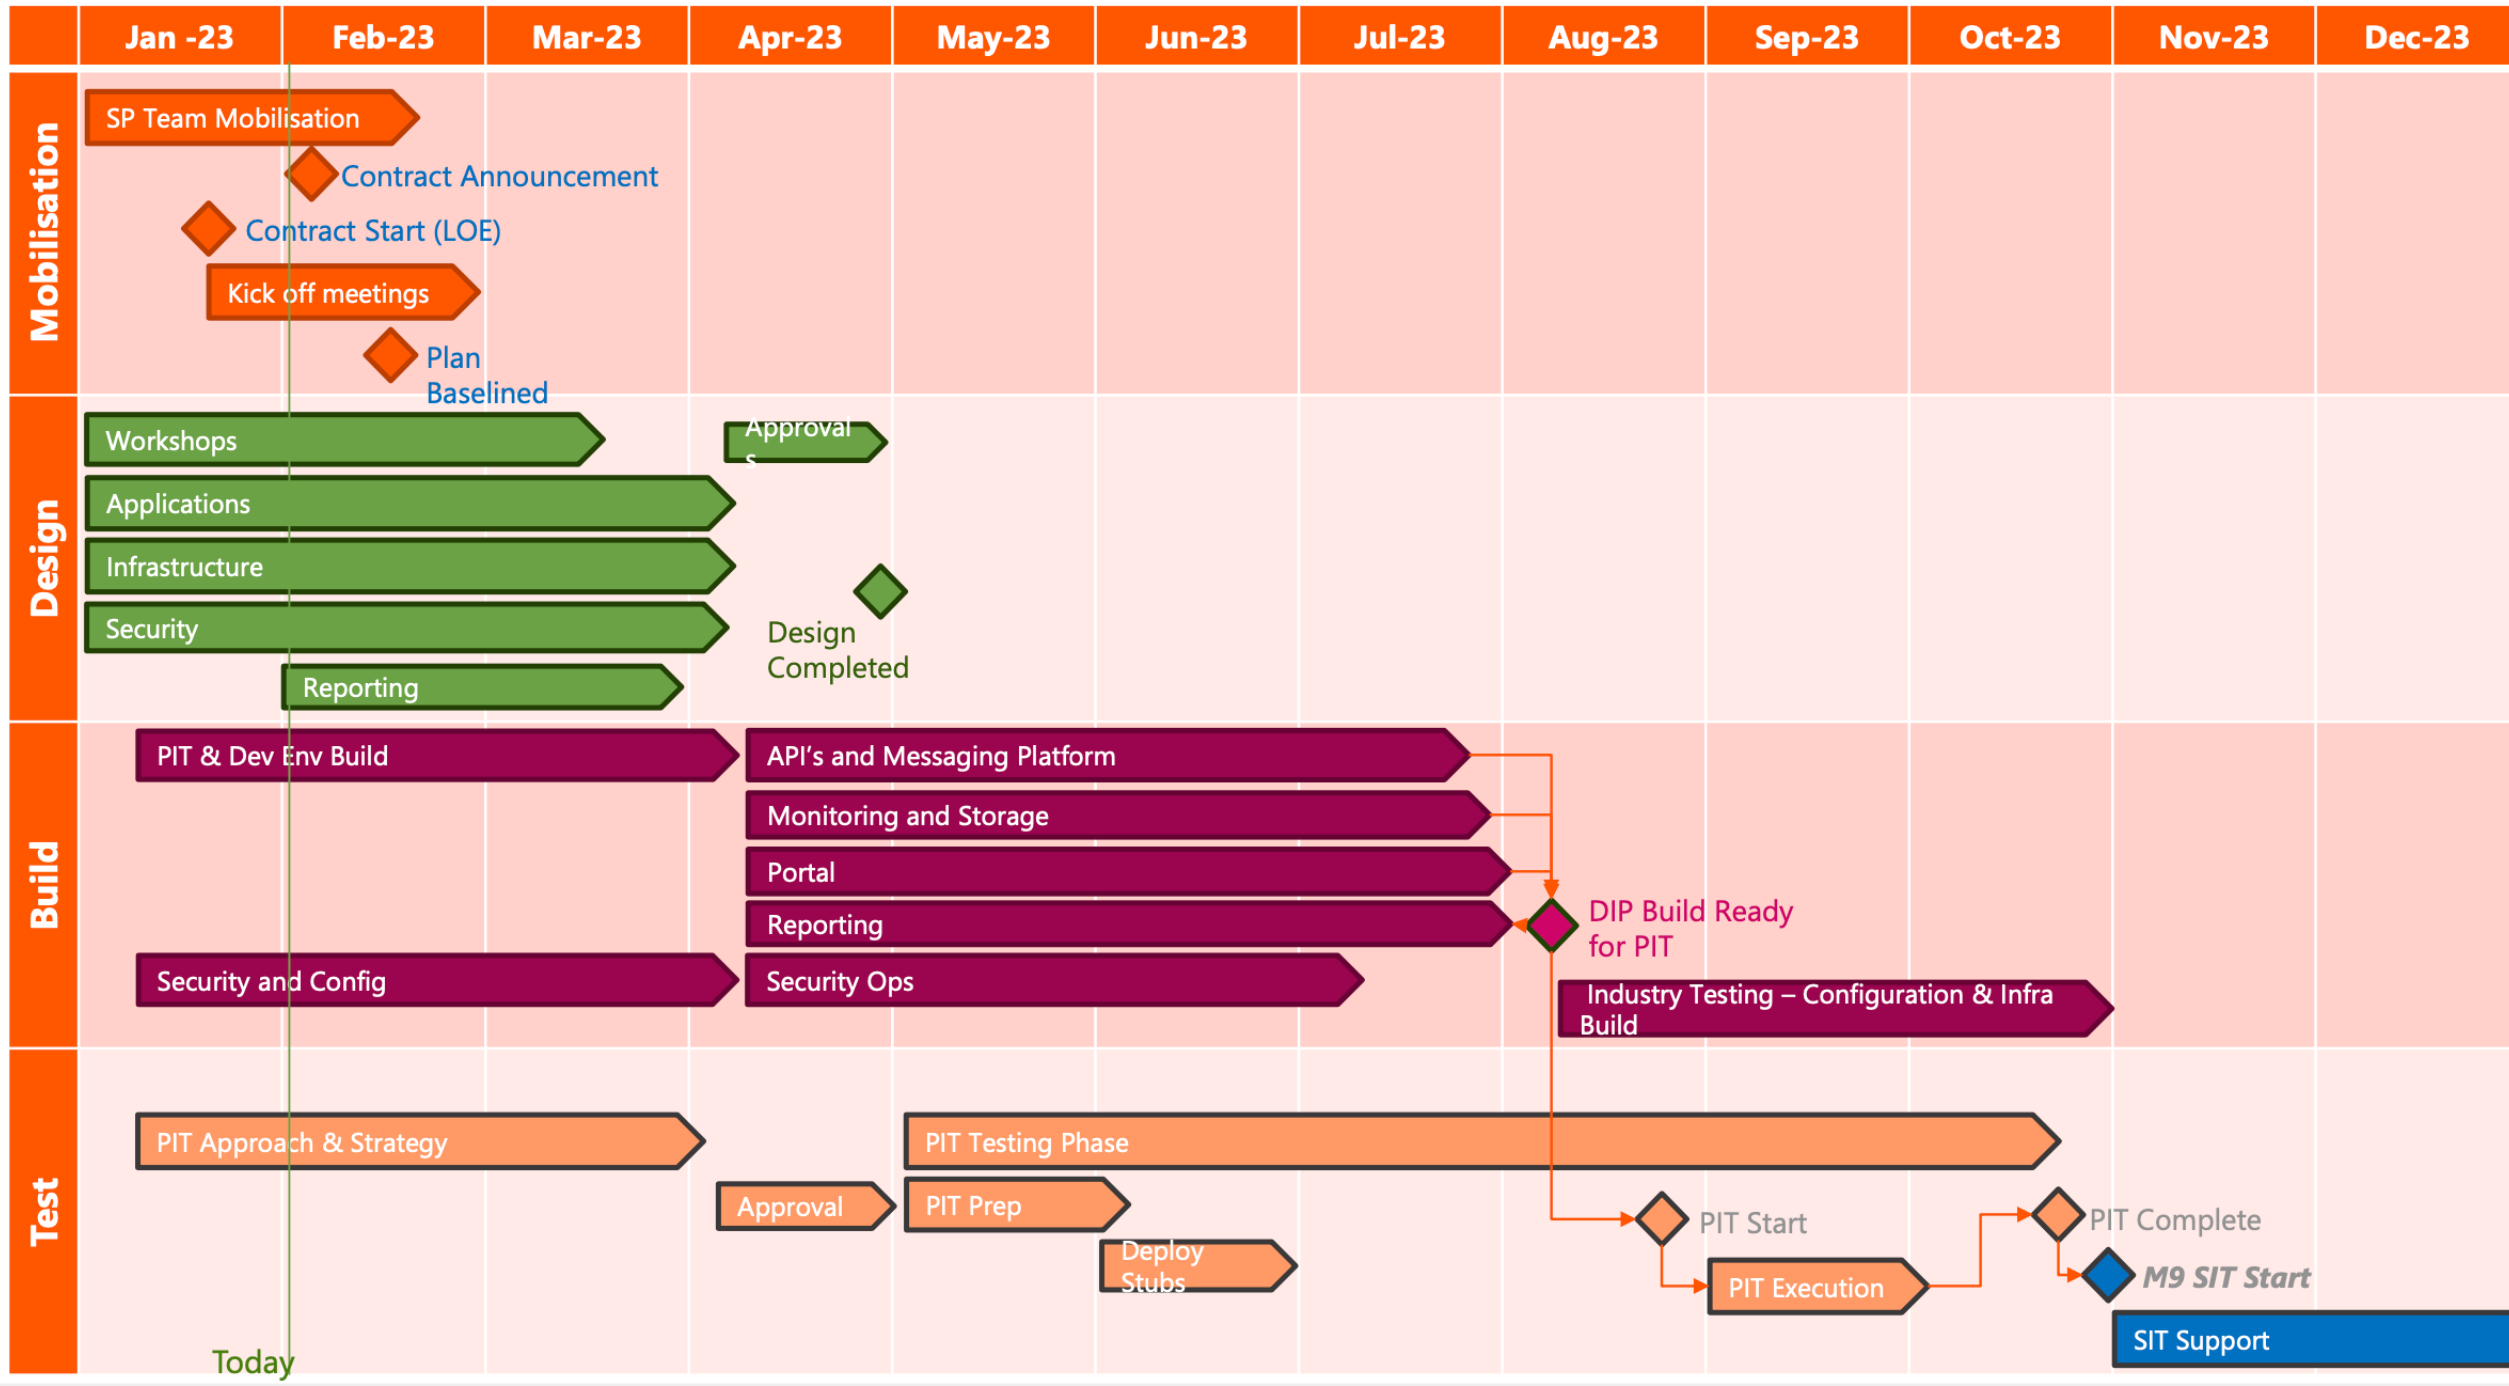 Jan -23
Feb-23
Mar-23
Apr-23
May-23
Jun-23
Jul-23
Aug-23
Sep-23
Oct-23
Nov-23
Dec-23
Mobilisation
SP Team Mobilisation
Contract Announcement
Contract Start (LOE)
Kick off meetings
Plan
Baselined
Design
Workshops
Approval
s
Applications
Infrastructure
Security
Design
Completed
Reporting
Build
PIT & Dev Env Build
API’s and Messaging Platform
Monitoring and Storage
Portal
Reporting
DIP Build Ready
for PIT
Security and Config
Security Ops
Industry Testing – Configuration & Infra
Build
Test
PIT Approach & Strategy
PIT Testing Phase
Approval
PIT Prep
PIT Start
PIT Complete
Deploy
Stubs
PIT Execution
M9 SIT Start
SIT Support
Today